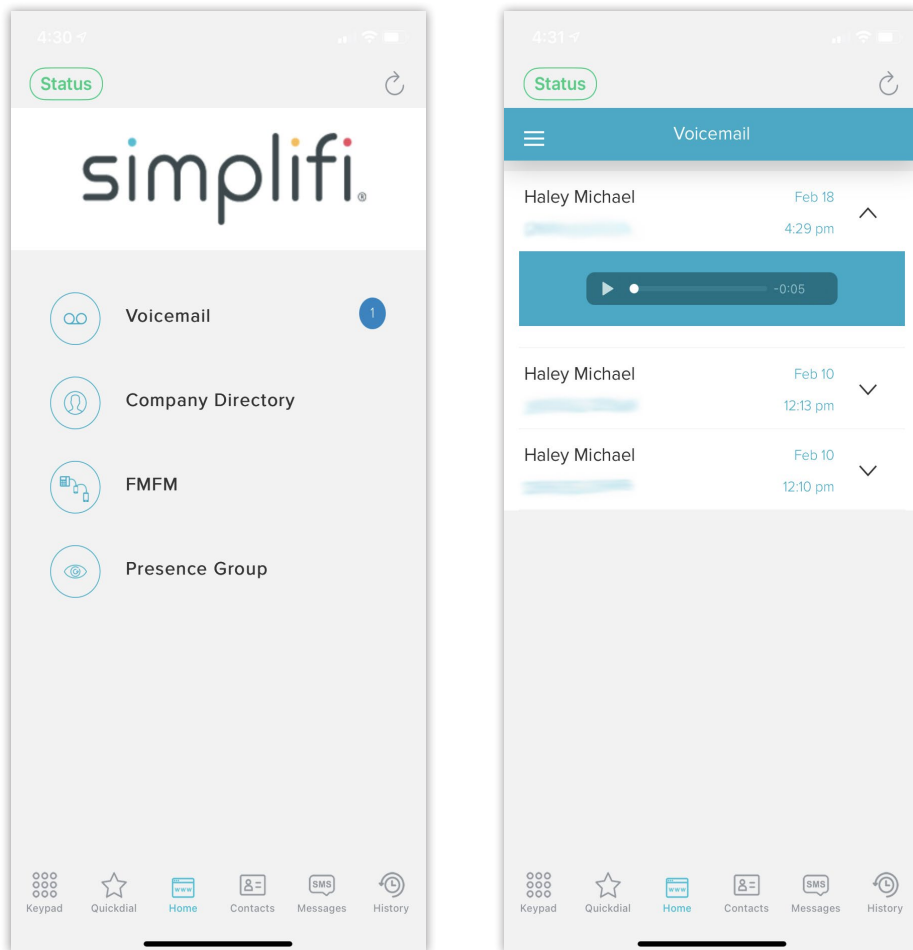 4:30
Status
simplifi®
Voicemail 1
Company Directory
FMFM
Presence Group
www
SMS
Keypad Quickdial Home Contacts Messages History
4:31
Status
Voicemail
Haley Michael Feb 18
4:29 pm
-0:05
Haley Michael Feb 10
12:13 pm
Haley Michael Feb 10
12:10 pm
www
SMS
Keypad Quickdial Home Contacts Messages History